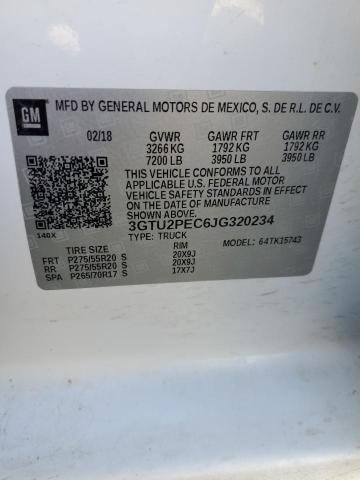 GM
MFD BY GENERAL MOTORS DE MEXICO, S. DE R.L. DE C.V.
02/18 GVWR GAWR FRT GAWR RR
3266 KG 1792 KG 1792 KG
7200 LB 3950 LB 3950 LB
THIS VEHICLE CONFORMS TO ALL
APPLICABLE U.S. FEDERAL MOTOR
VEHICLE SAFETY STANDARDS IN EFFECT ON
THE DATE OF MANUFACTURE SHOWN ABOVE.
3GTU2PEC6JG320234
140X TYPE: TRUCK MODEL: 64TK15743
TIRE SIZE RIM
FRT P275/55R20 S 20X9J
RR P275/55R20 S 20X9J
SPA P265/70R17 S 17X7J